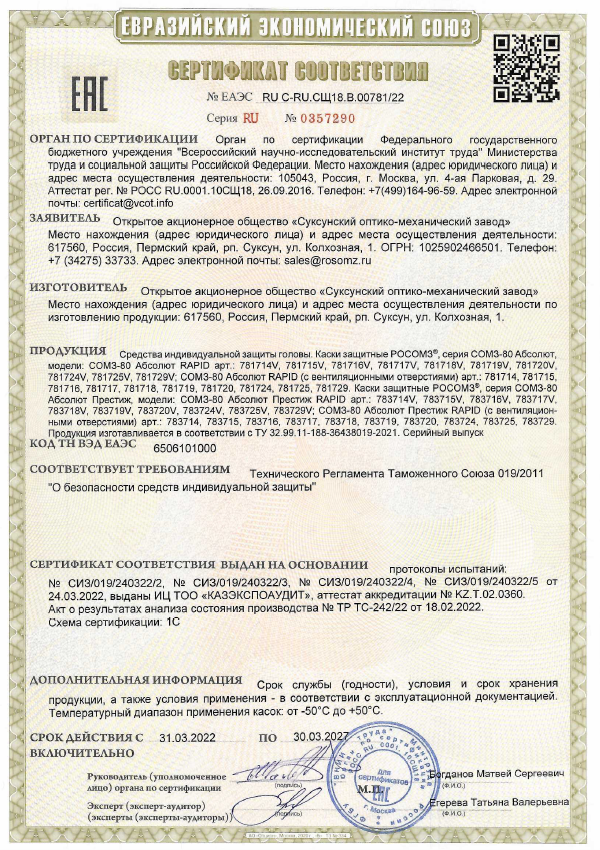 ЕВРАЗИЙСКИЙ ЭКОНОМИЧЕСКИЙ СОЮЗ
ЕАС
СЕРТИФИКАТ СООТВЕТСТВИЯ
№ ЕАЭС RU C-RU.СЩ18.В.00781/22
Серия RU № 0357290
ОРГАН ПО СЕРТИФИКАЦИИ Орган по сертификации Федерального государственного
бюджетного учреждения "Всероссийский научно-исследовательский институт труда" Министерства
труда и социальной защиты Российской Федерации. Место нахождения (адрес юридического лица) и
адрес места осуществления деятельности: 105043, Россия, г. Москва, ул. 4-ая Парковая, д. 29.
Аттестат рег. № РОСС RU.0001.10СЩ18, 26.09.2016. Телефон: +7(499)164-96-59. Адрес электронной
почты: certificat@vcot.info
ЗАЯВИТЕЛЬ Открытое акционерное общество «Суксунский оптико-механический завод»
Место нахождения (адрес юридического лица) и адрес места осуществления деятельности:
617560, Россия, Пермский край, рп. Суксун, ул. Колхозная, 1. ОГРН: 1025902466501. Телефон:
+7 (34275) 33733. Адрес электронной почты: sales@rosomz.ru
ИЗГОТОВИТЕЛЬ Открытое акционерное общество «Суксунский оптико-механический завод»
Место нахождения (адрес юридического лица) и адрес места осуществления деятельности по
изготовлению продукции: 617560, Россия, Пермский край, рп. Суксун, ул. Колхозная, 1.
ПРОДУКЦИЯ Средства индивидуальной защиты головы. Каски защитные РОСОМЗ®, серия СОМЗ-80 Абсолют,
модели: СОМЗ-80 Абсолют RAPID арт.: 781714V, 781715V, 781716V, 781717V, 781718V, 781719V, 781720V,
781724V, 781725V, 781729V; СОМЗ-80 Абсолют RAPID (с вентиляционными отверстиями) арт.: 781714, 781715,
781716, 781717, 781718, 781719, 781720, 781724, 781725, 781729. Каски защитные РОСОМЗ®, серия СОМЗ-80
Абсолют Престиж, модели: СОМЗ-80 Абсолют Престиж RAPID арт.: 783714V, 783715V, 783716V, 783717V,
783718V, 783719V, 783720V, 783724V, 783725V, 783729V; СОМЗ-80 Абсолют Престиж RAPID (с вентиляцион-
ными отверстиями) арт.: 783714, 783715, 783716, 783717, 783718, 783719, 783720, 783724, 783725, 783729.
Продукция изготавливается в соответствии с ТУ 32.99.11-188-36438019-2021. Серийный выпуск
КОД ТН ВЭД ЕАЭС 6506101000
СООТВЕТСТВУЕТ ТРЕБОВАНИЯМ Технического Регламента Таможенного Союза 019/2011
"О безопасности средств индивидуальной защиты"
СЕРТИФИКАТ СООТВЕТСТВИЯ ВЫДАН НА ОСНОВАНИИ протоколы испытаний:
№ СИЗ/019/240322/2, № СИЗ/019/240322/3, № СИЗ/019/240322/4, № СИЗ/019/240322/5 от
24.03.2022, выданы ИЦ ТОО «КАЗЭКСПОАУДИТ», аттестат аккредитации № KZ.T.02.0360.
Акт о результатах анализа состояния производства № ТР ТС-242/22 от 18.02.2022.
Схема сертификации: 1С
ДОПОЛНИТЕЛЬНАЯ ИНФОРМАЦИЯ Срок службы (годности), условия и срок хранения
продукции, а также условия применения - в соответствии с эксплуатационной документацией.
Температурный диапазон применения касок: от -50°С до +50°С.
СРОК ДЕЙСТВИЯ С 31.03.2022 ПО 30.03.2027
ВКЛЮЧИТЕЛЬНО
Руководитель (уполномоченное
лицо) органа по сертификации
(подпись)
М.П.
Богданов Матвей Сергеевич
(Ф.И.О.)
Эксперт (эксперт-аудитор)
(эксперты (эксперты-аудиторы))
(подпись)
Егерева Татьяна Валерьевна
(Ф.И.О.)
Для
сертификатов
ЕАС
г. Москва